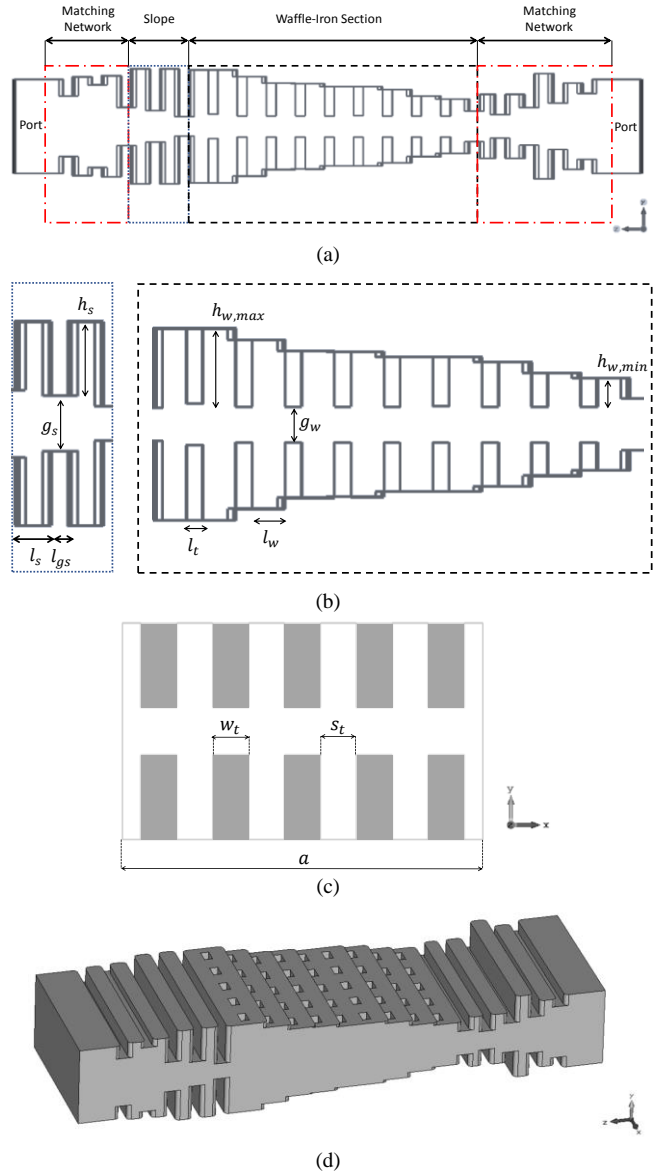 Matching Network
Slope
Waffle-Iron Section
Matching Network
Port
Port
y
z
(a)
h_s
g_s
l_s
l_gs
h_w,max
h_w,min
g_w
l_t
l_w
(b)
w_t
s_t
y
x
a
(c)
y
z
x
(d)